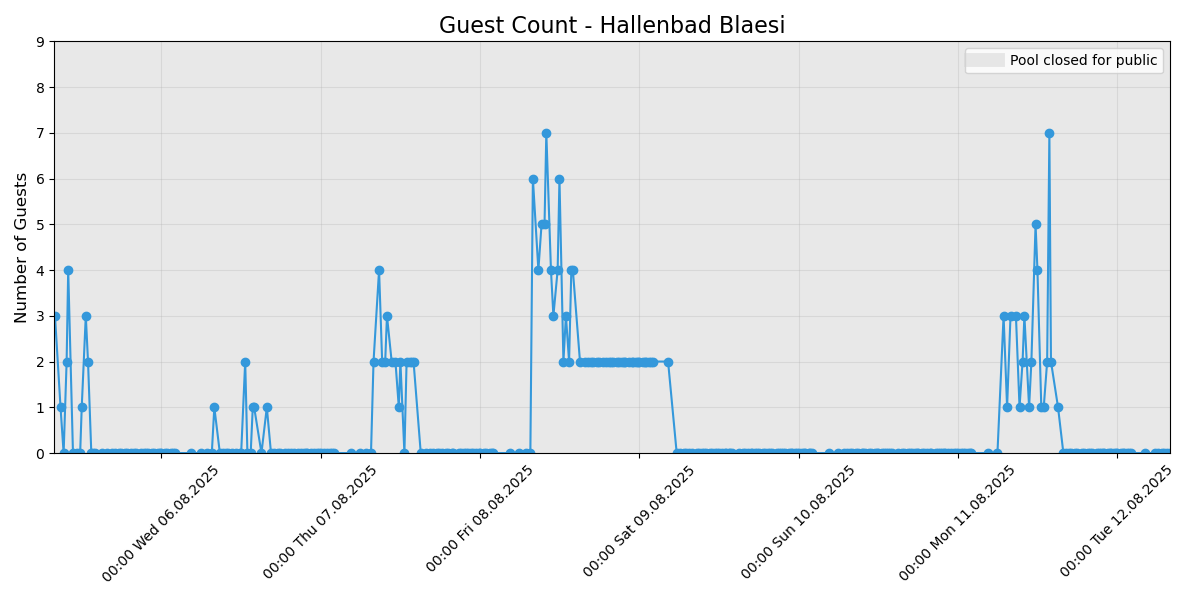 Guest Count - Hallenbad Blaesi
Pool closed for public
Number of Guests
9
8
7
6
5
4
3
2
1
0
00:00 Wed 06.08.2025
00:00 Thu 07.08.2025
00:00 Fri 08.08.2025
00:00 Sat 09.08.2025
00:00 Sun 10.08.2025
00:00 Mon 11.08.2025
00:00 Tue 12.08.2025